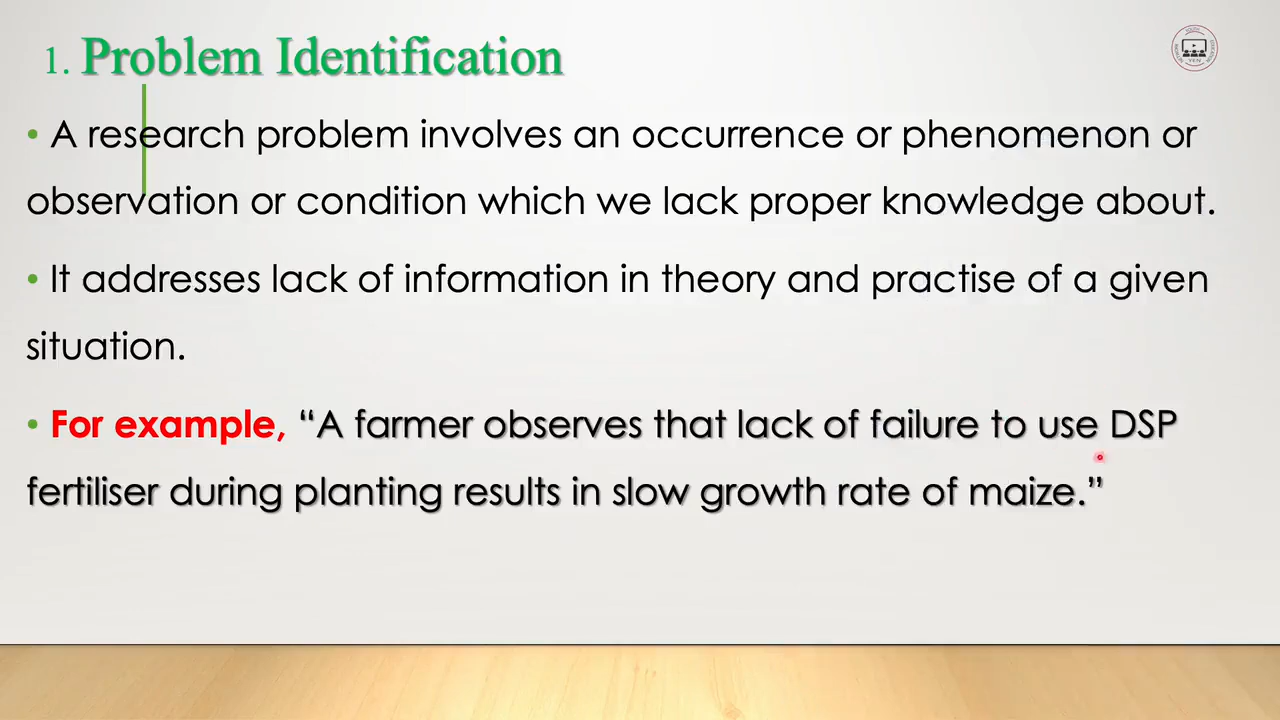 1. Problem Identification
• A research problem involves an occurrence or phenomenon or
observation or condition which we lack proper knowledge about.
• It addresses lack of information in theory and practise of a given
situation.
• For example, “A farmer observes that lack of failure to use DSP
fertiliser during planting results in slow growth rate of maize.”